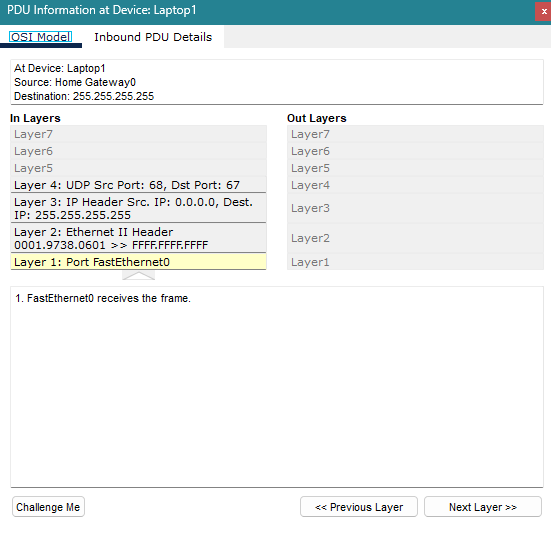 PDU Information at Device: Laptop1
x
OSI Model
Inbound PDU Details
At Device: Laptop1
Source: Home Gateway0
Destination: 255.255.255.255
In Layers
Layer7
Layer6
Layer5
Layer 4: UDP Src Port: 68, Dst Port: 67
Layer 3: IP Header Src. IP: 0.0.0.0, Dest.
IP: 255.255.255.255
Layer 2: Ethernet II Header
0001.9738.0601 >> FFFF.FFFF.FFFF
Layer 1: Port FastEthernet0
Out Layers
Layer7
Layer6
Layer5
Layer4
Layer3
Layer2
Layer1
1. FastEthernet0 receives the frame.
Challenge Me
<< Previous Layer
Next Layer >>